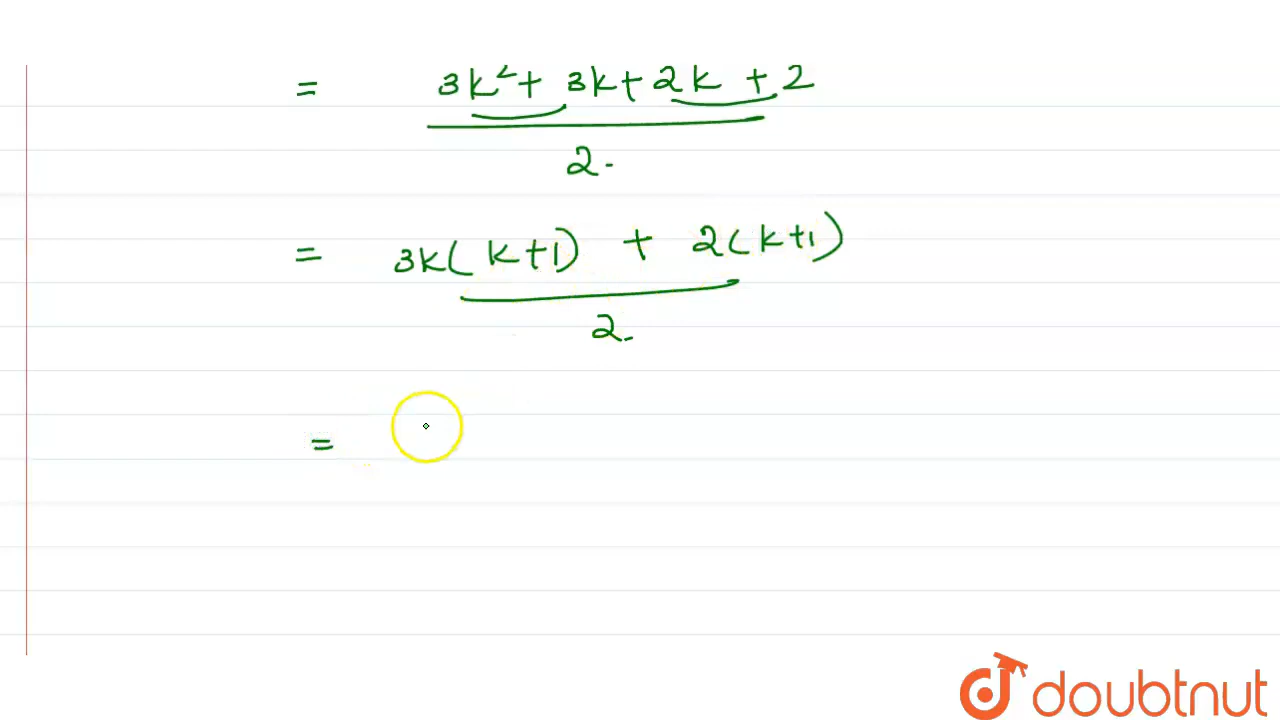 = 3k²+ 3k+ 2k + 2
2.
= 3k( k+1) + 2(k+1)
2.
=
doubtnut